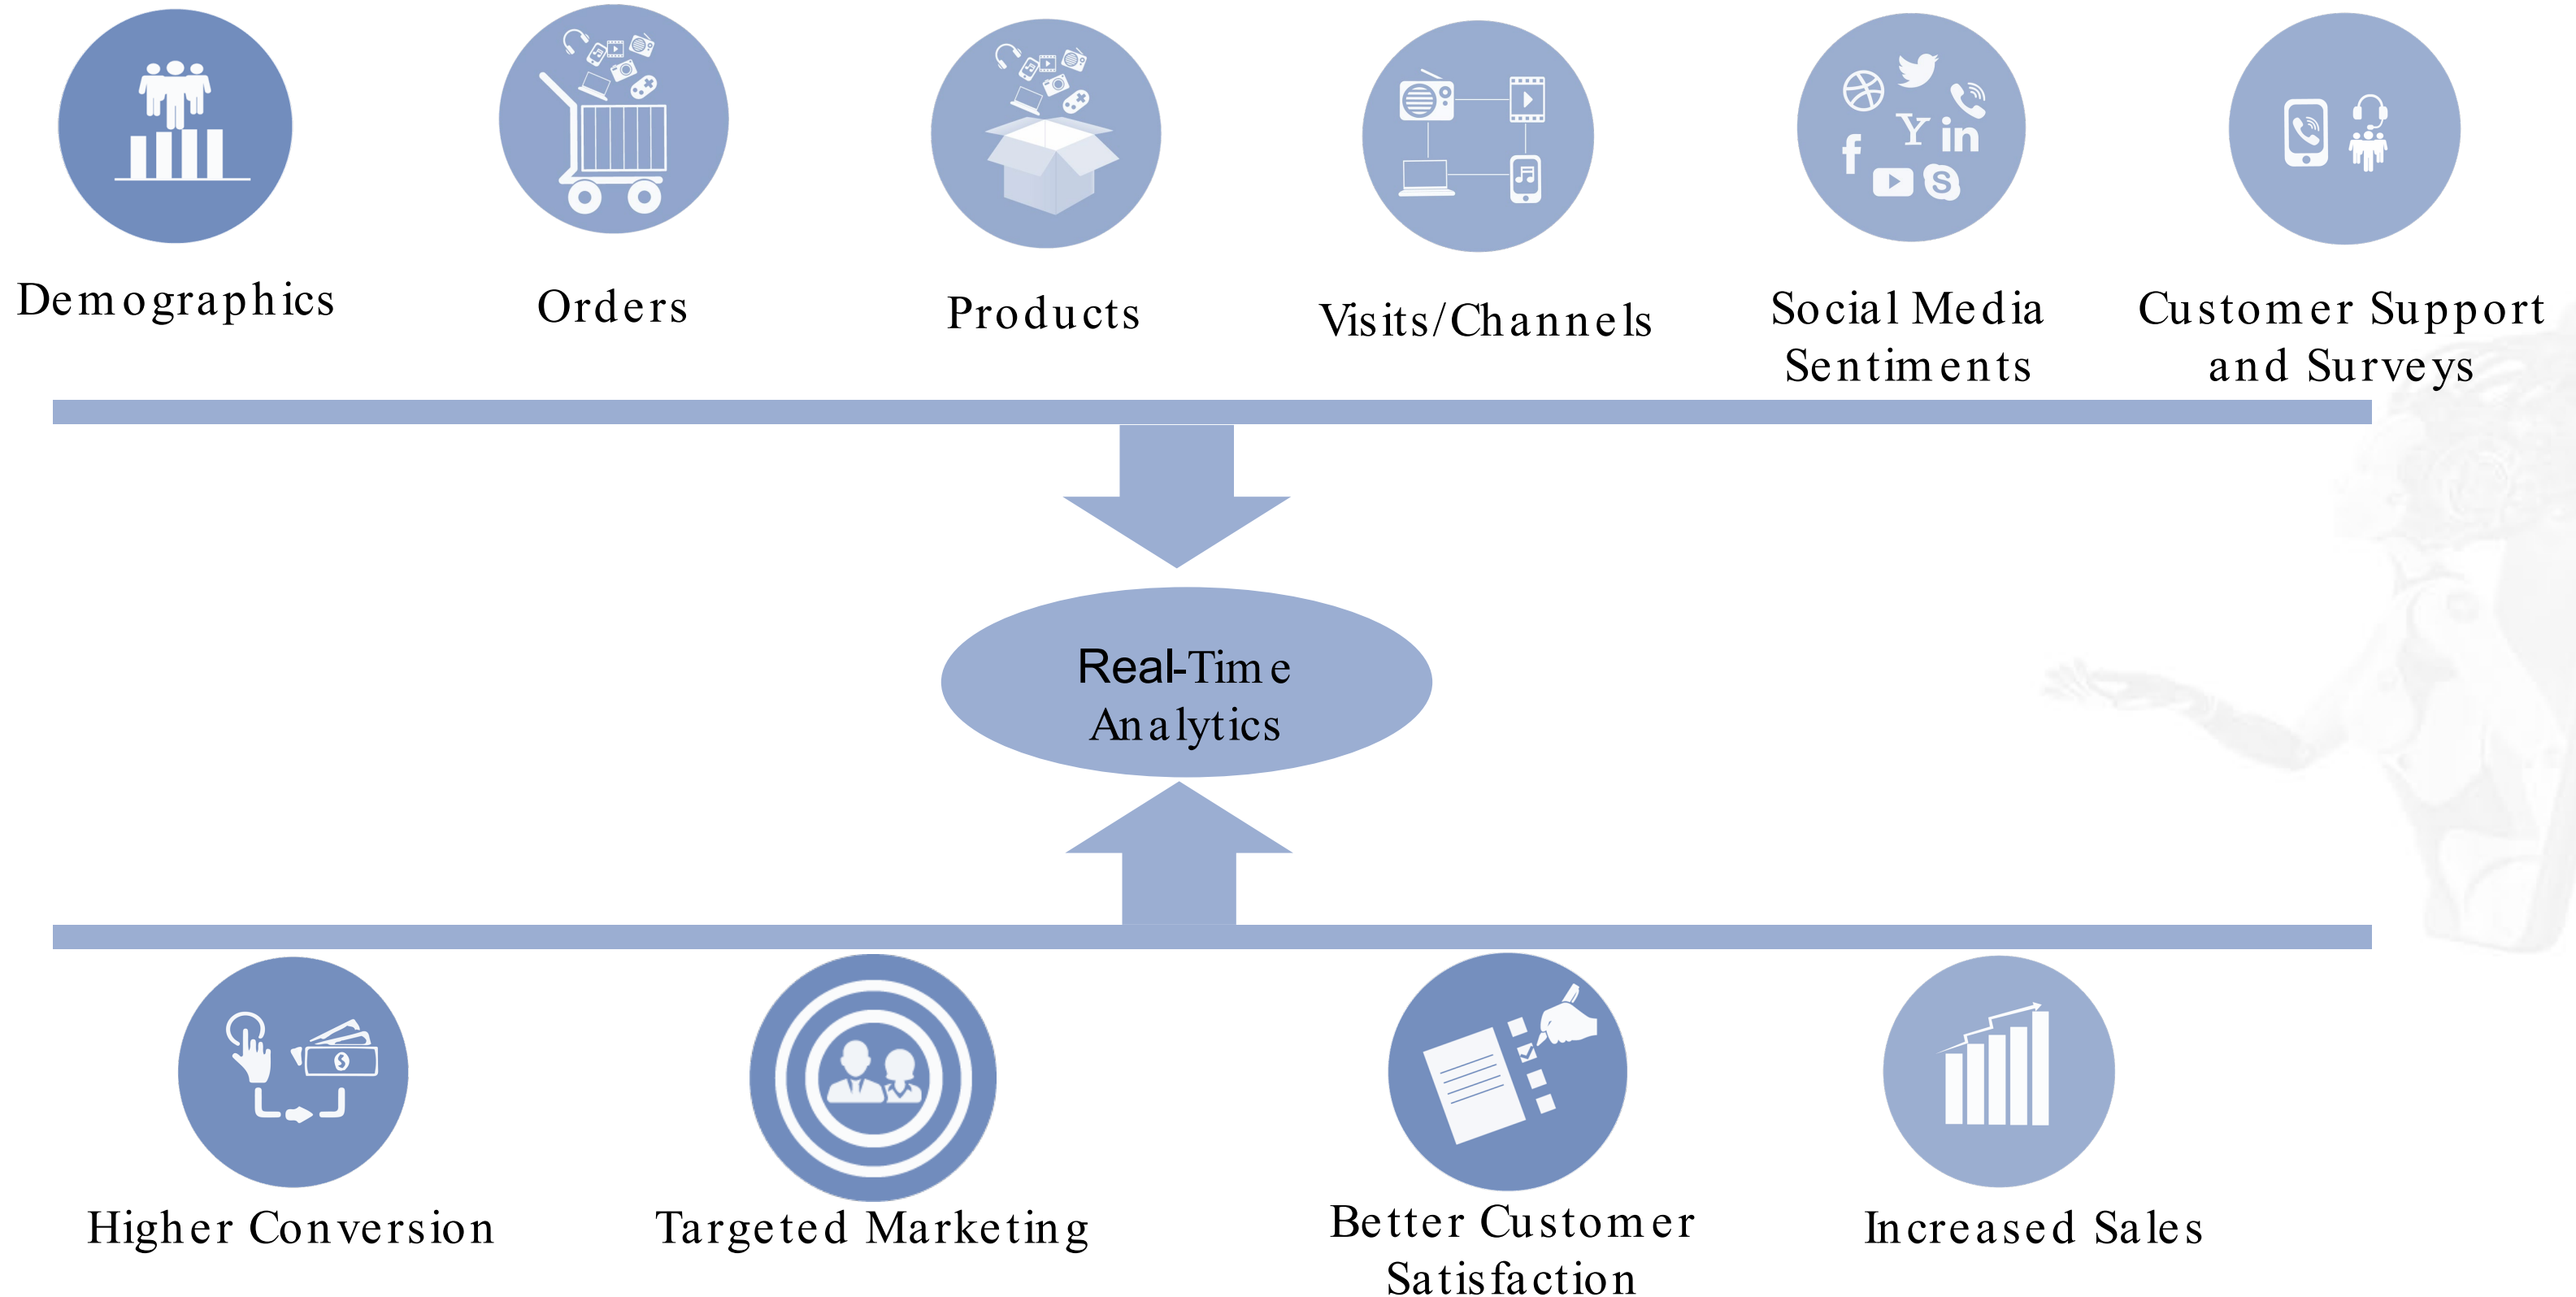 Demographics
Orders
Products
Visits/Channels
Social Media
Sentiments
Customer Support
and Surveys
Real-Time
Analytics
Higher Conversion
Targeted Marketing
Better Customer
Satisfaction
Increased Sales